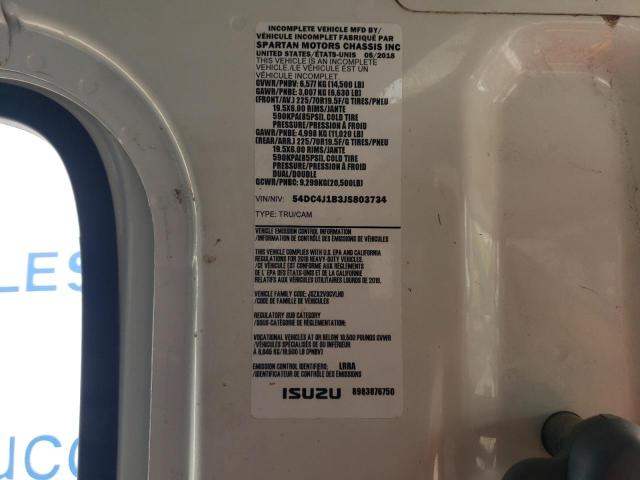 INCOMPLETE VEHICLE MFD BY/
VÉHICULE INCOMPLET FABRIQUÉ PAR
SPARTAN MOTORS CHASSIS INC
UNITED STATES/ÉTATS-UNIS 05/2018
THIS VEHICLE IS AN INCOMPLETE
VEHICLE./LE VÉHICULE EST UN
VÉHICULE INCOMPLET.
GVWR/PNBV: 6,577 KG (14,500 LB)
GAWR/PNBE: 3,007 KG (6,630 LB)
(FRONT/AV.) 225/70R19.5F/G TIRES/PNEU
19.5X6.00 RIMS/JANTE
590KPA(85PSI), COLD TIRE
PRESSURE/PRESSION A FROID
GAWR/PNBE: 4,998 KG (11,020 LB)
(REAR/ARR.) 225/70R19.5F/G TIRES/PNEU
19.5X6.00 RIMS/JANTE
590KPA(85PSI), COLD TIRE
PRESSURE/PRESSION A FROID
DUAL/DOUBLE
GCWR/PNBC: 9,299KG(20,500LB)
VIN/NIV: 54DC4J1B3JS803734
TYPE: TRU/CAM
VEHICLE EMISSION CONTROL INFORMATION
/INFORMATION DE CONTRÔLE DES ÉMISSIONS DE VÉHICULES
THIS VEHICLE COMPLIES WITH U.S. EPA AND CALIFORNIA
REGULATIONS FOR 2018 HEAVY-DUTY VEHICLES.
/CE VÉHICULE EST CONFORME AUX RÈGLEMENTS
DE L' EPA DES ÉTATS-UNIS ET DE LA CALIFORNIE
RELATIFS AUX VÉHICULES UTILITAIRES LOURDS DE 2018.
VEHICLE FAMILY CODE: JSZX2VOCVLHD
/CODE DE FAMILLE DE VÉHICULES
REGULATORY SUB CATEGORY
/SOUS-CATÉGORIE DE RÉGLEMENTATION:
VOCATIONAL VEHICLES AT OR BELOW 19,500 POUNDS GVWR
/VÉHICULES SPÉCIALISÉS DE OU INFÉRIEUR
À 8,845 KG/19,500 LB (PNBV)
EMISSION CONTROL IDENTIFIERS: LRRA
/IDENTIFICATEUR DE CONTRÔLE DES ÉMISSIONS
ISUZU 8983876750
LES
UCC